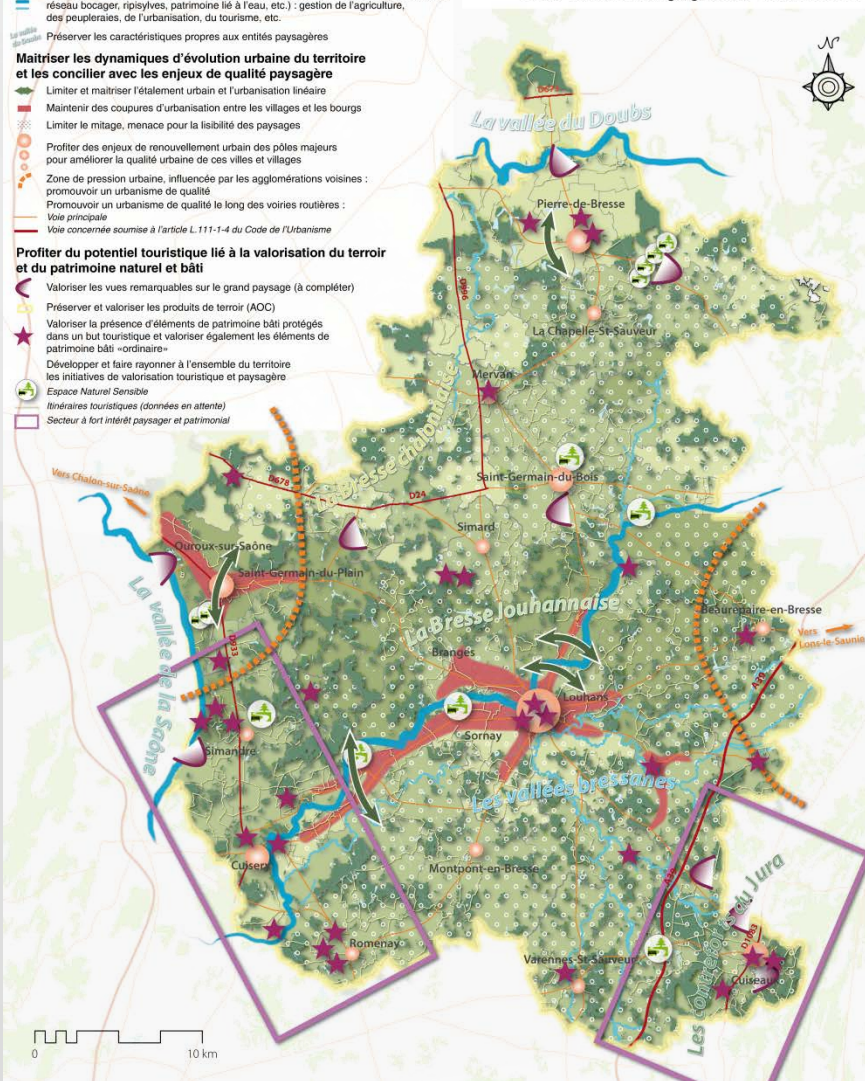 réseau bocager, ripisylves, patrimoine lié à l'eau, etc.) : gestion de l'agriculture,
des peupleraies, de l'urbanisation, du tourisme, etc.
La vallée
du Doubs
Préserver les caractéristiques propres aux entités paysagères
Maitriser les dynamiques d'évolution urbaine du territoire
et les concilier avec les enjeux de qualité paysagère
Limiter et maitriser l'étalement urbain et l'urbanisation linéaire
Maintenir des coupures d'urbanisation entre les villages et les bourgs
Limiter le mitage, menace pour la lisibilité des paysages
Profiter des enjeux de renouvellement urbain des pôles majeurs
pour améliorer la qualité urbaine de ces villes et villages
Zone de pression urbaine, influencée par les agglomérations voisines :
promouvoir un urbanisme de qualité
Promouvoir un urbanisme de qualité le long des voiries routières :
Voie principale
Voie concernée soumise à l'article L.111-1-4 du Code de l'Urbanisme
Profiter du potentiel touristique lié à la valorisation du terroir
et du patrimoine naturel et bâti
Valoriser les vues remarquables sur le grand paysage (à compléter)
Préserver et valoriser les produits de terroir (AOC)
Valoriser la présence d'éléments de patrimoine bâti protégés
dans un but touristique et valoriser également les éléments de
patrimoine bâti «ordinaire»
Développer et faire rayonner à l'ensemble du territoire
les initiatives de valorisation touristique et paysagère
Espace Naturel Sensible
Itinéraires touristiques (données en attente)
Secteur à fort intérêt paysager et patrimonial
N
D673
La vallée du Doubs
Pierre-de-Bresse
D996
La Chapelle-St-Sauveur
Mervan
La Bresse chalonnaise
Vers Chalon-sur-Saône
D678
D24
Saint-Germain-du-Bois
Simard
Ouroux-sur-Saône
Saint-Germain-du-Plain
La vallée de la Saône
La Bresse louhannaise
Beaurepaire-en-Bresse
Vers
Lons-le-Saunier
D933
Branges
A39
Louhans
Sornay
Simandre
Les vallées bressanes
Cuisery
Montpont-en-Bresse
A39
Les contreforts du Jura
Romenay
Varennes-St-Sauveur
D1083
Cuiseaux
0
10 km